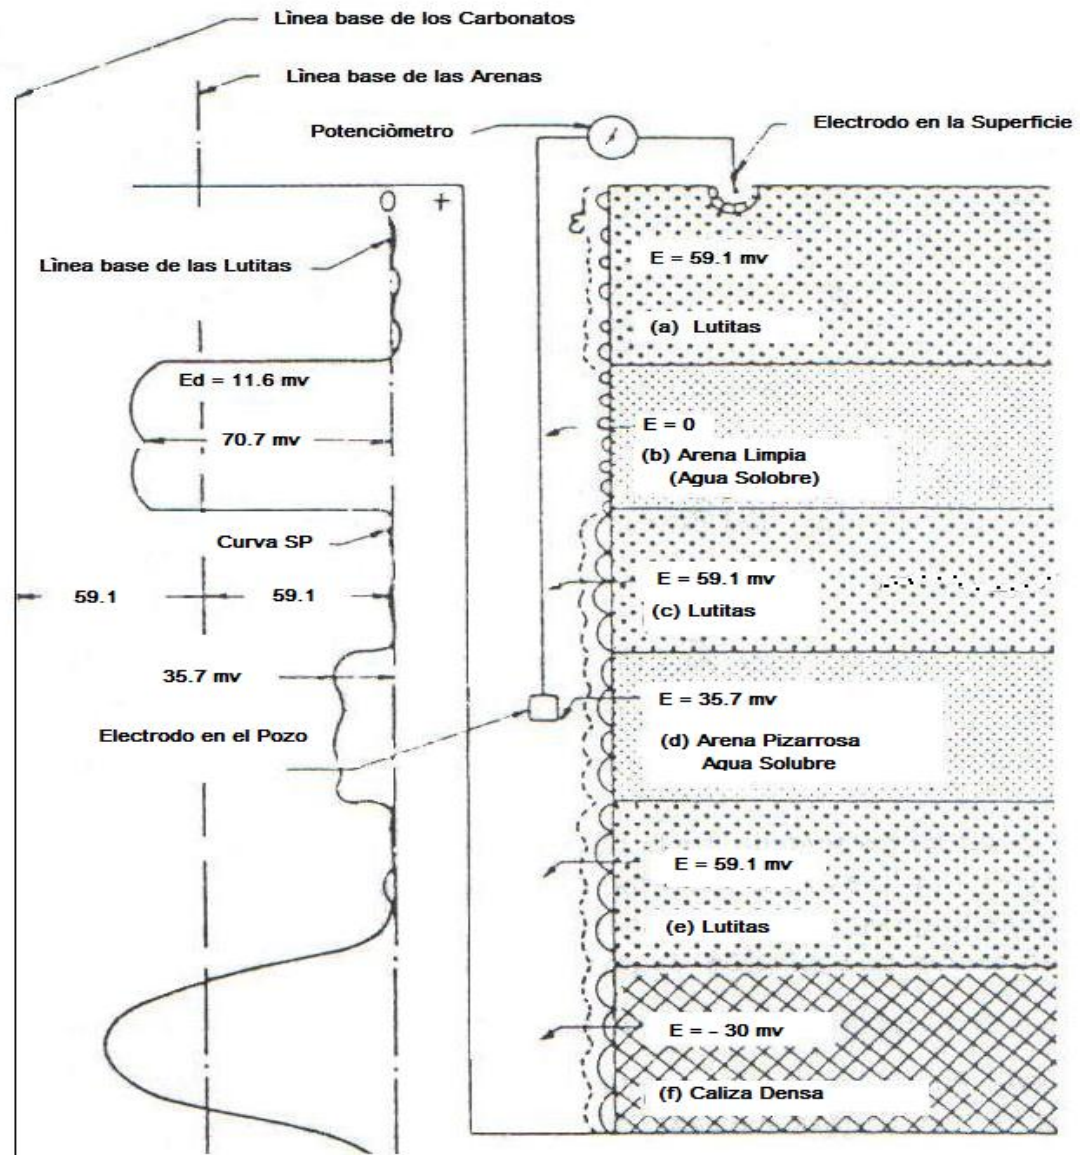 Lìnea base de los Carbonatos
Lìnea base de las Arenas
Potenciòmetro
Electrodo en la Superficie
0 +
Lìnea base de las Lutitas
E = 59.1 mv
(a) Lutitas
Ed = 11.6 mv
70.7 mv
E = 0
(b) Arena Limpia
(Agua Solobre)
Curva SP
59.1
59.1
E = 59.1 mv
(c) Lutitas
35.7 mv
Electrodo en el Pozo
E = 35.7 mv
(d) Arena Pizarrosa
Agua Solubre
E = 59.1 mv
(e) Lutitas
E = - 30 mv
(f) Caliza Densa